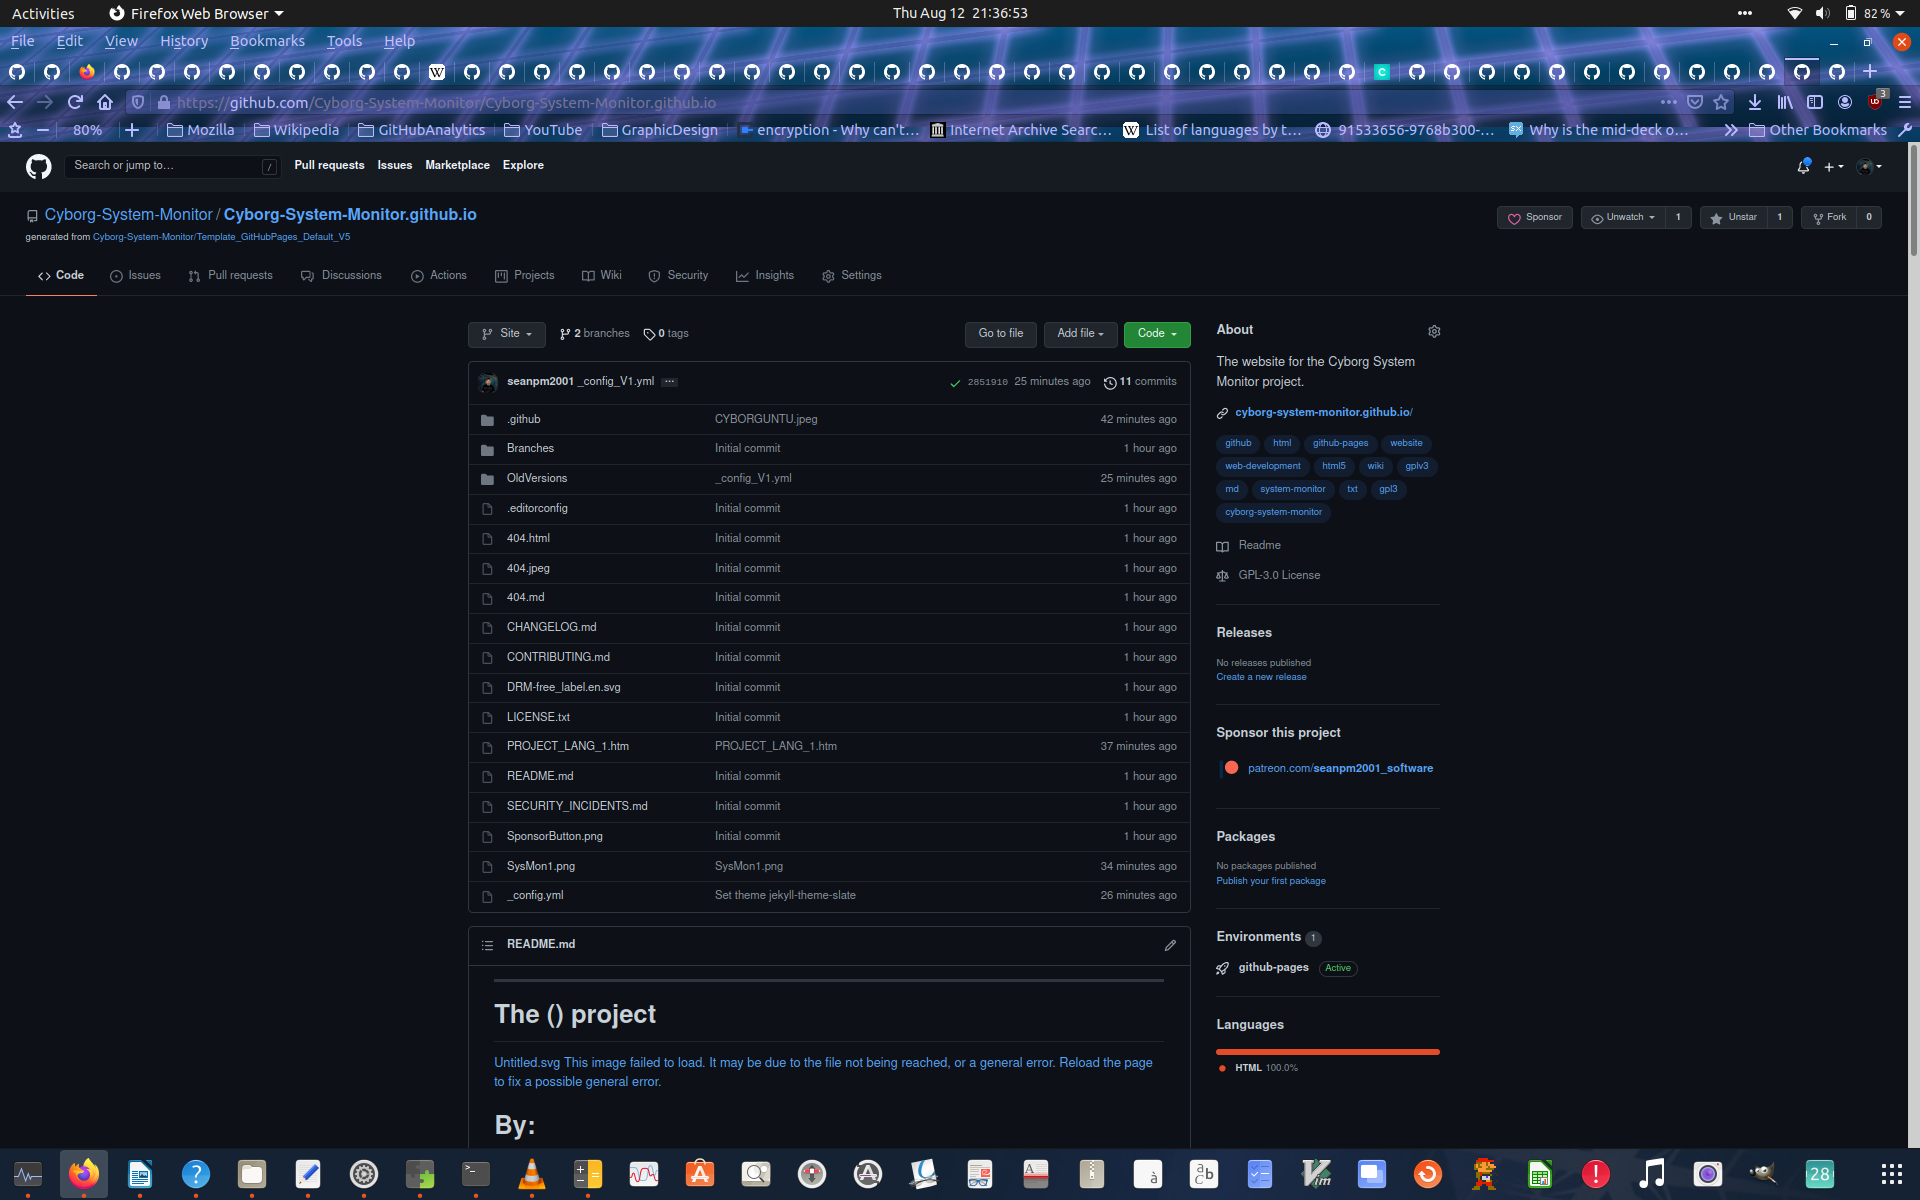 Activities Firefox Web Browser Thu Aug 12 21:36:53 82 %
File Edit View History Bookmarks Tools Help
https://github.com/Cyborg-System-Monitor/Cyborg-System-Monitor.github.io 3
80% Mozilla Wikipedia GitHubAnalytics YouTube GraphicDesign encryption - Why can't… Internet Archive Searc… List of languages by t… 91533656-9768b300-… Why is the mid-deck o… Other Bookmarks
Search or jump to… / Pull requests Issues Marketplace Explore
Cyborg-System-Monitor / Cyborg-System-Monitor.github.io Sponsor Unwatch 1 Unstar 1 Fork 0
generated from Cyborg-System-Monitor/Template_GitHubPages_Default_V5
Code Issues Pull requests Discussions Actions Projects Wiki Security Insights Settings
Site 2 branches 0 tags Go to file Add file Code
seanpm2001 _config_V1.yml … 2851910 25 minutes ago 11 commits
.github CYBORGUNTU.jpeg 42 minutes ago
Branches Initial commit 1 hour ago
OldVersions _config_V1.yml 25 minutes ago
.editorconfig Initial commit 1 hour ago
404.html Initial commit 1 hour ago
404.jpeg Initial commit 1 hour ago
404.md Initial commit 1 hour ago
CHANGELOG.md Initial commit 1 hour ago
CONTRIBUTING.md Initial commit 1 hour ago
DRM-free_label.en.svg Initial commit 1 hour ago
LICENSE.txt Initial commit 1 hour ago
PROJECT_LANG_1.htm PROJECT_LANG_1.htm 37 minutes ago
README.md Initial commit 1 hour ago
SECURITY_INCIDENTS.md Initial commit 1 hour ago
SponsorButton.png Initial commit 1 hour ago
SysMon1.png SysMon1.png 34 minutes ago
_config.yml Set theme jekyll-theme-slate 26 minutes ago
README.md
The () project
Untitled.svg This image failed to load. It may be due to the file not being reached, or a general error. Reload the page
to fix a possible general error.
By:
About
The website for the Cyborg System
Monitor project.
cyborg-system-monitor.github.io/
github html github-pages website
web-development html5 wiki gplv3
md system-monitor txt gpl3
cyborg-system-monitor
Readme
GPL-3.0 License
Releases
No releases published
Create a new release
Sponsor this project
patreon.com/seanpm2001_software
Packages
No packages published
Publish your first package
Environments 1
github-pages Active
Languages
HTML 100.0%
28